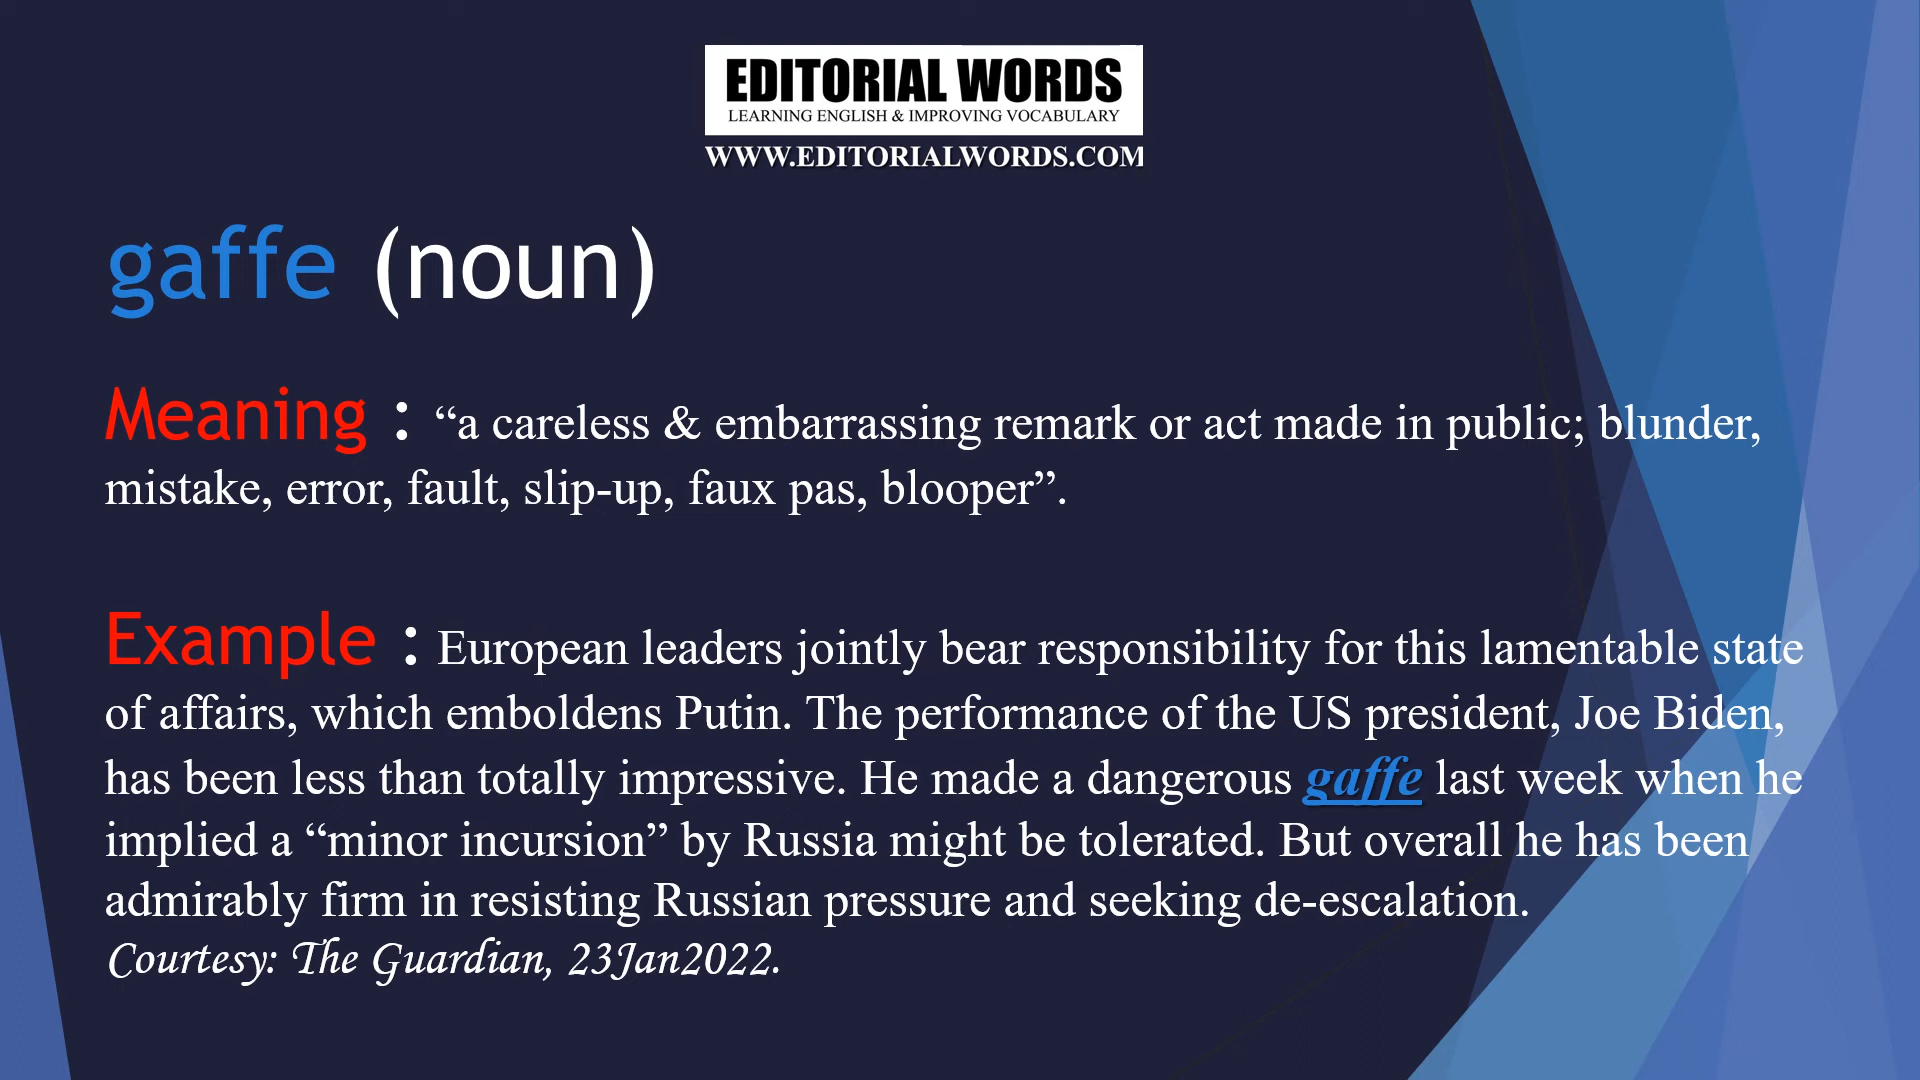 EDITORIAL WORDS
LEARNING ENGLISH & IMPROVING VOCABULARY
WWW.EDITORIALWORDS.COM
gaffe (noun)
Meaning : “a careless & embarrassing remark or act made in public; blunder,
mistake, error, fault, slip-up, faux pas, blooper”.
Example : European leaders jointly bear responsibility for this lamentable state
of affairs, which emboldens Putin. The performance of the US president, Joe Biden,
has been less than totally impressive. He made a dangerous gaffe last week when he
implied a “minor incursion” by Russia might be tolerated. But overall he has been
admirably firm in resisting Russian pressure and seeking de-escalation.
Courtesy: The Guardian, 23Jan2022.